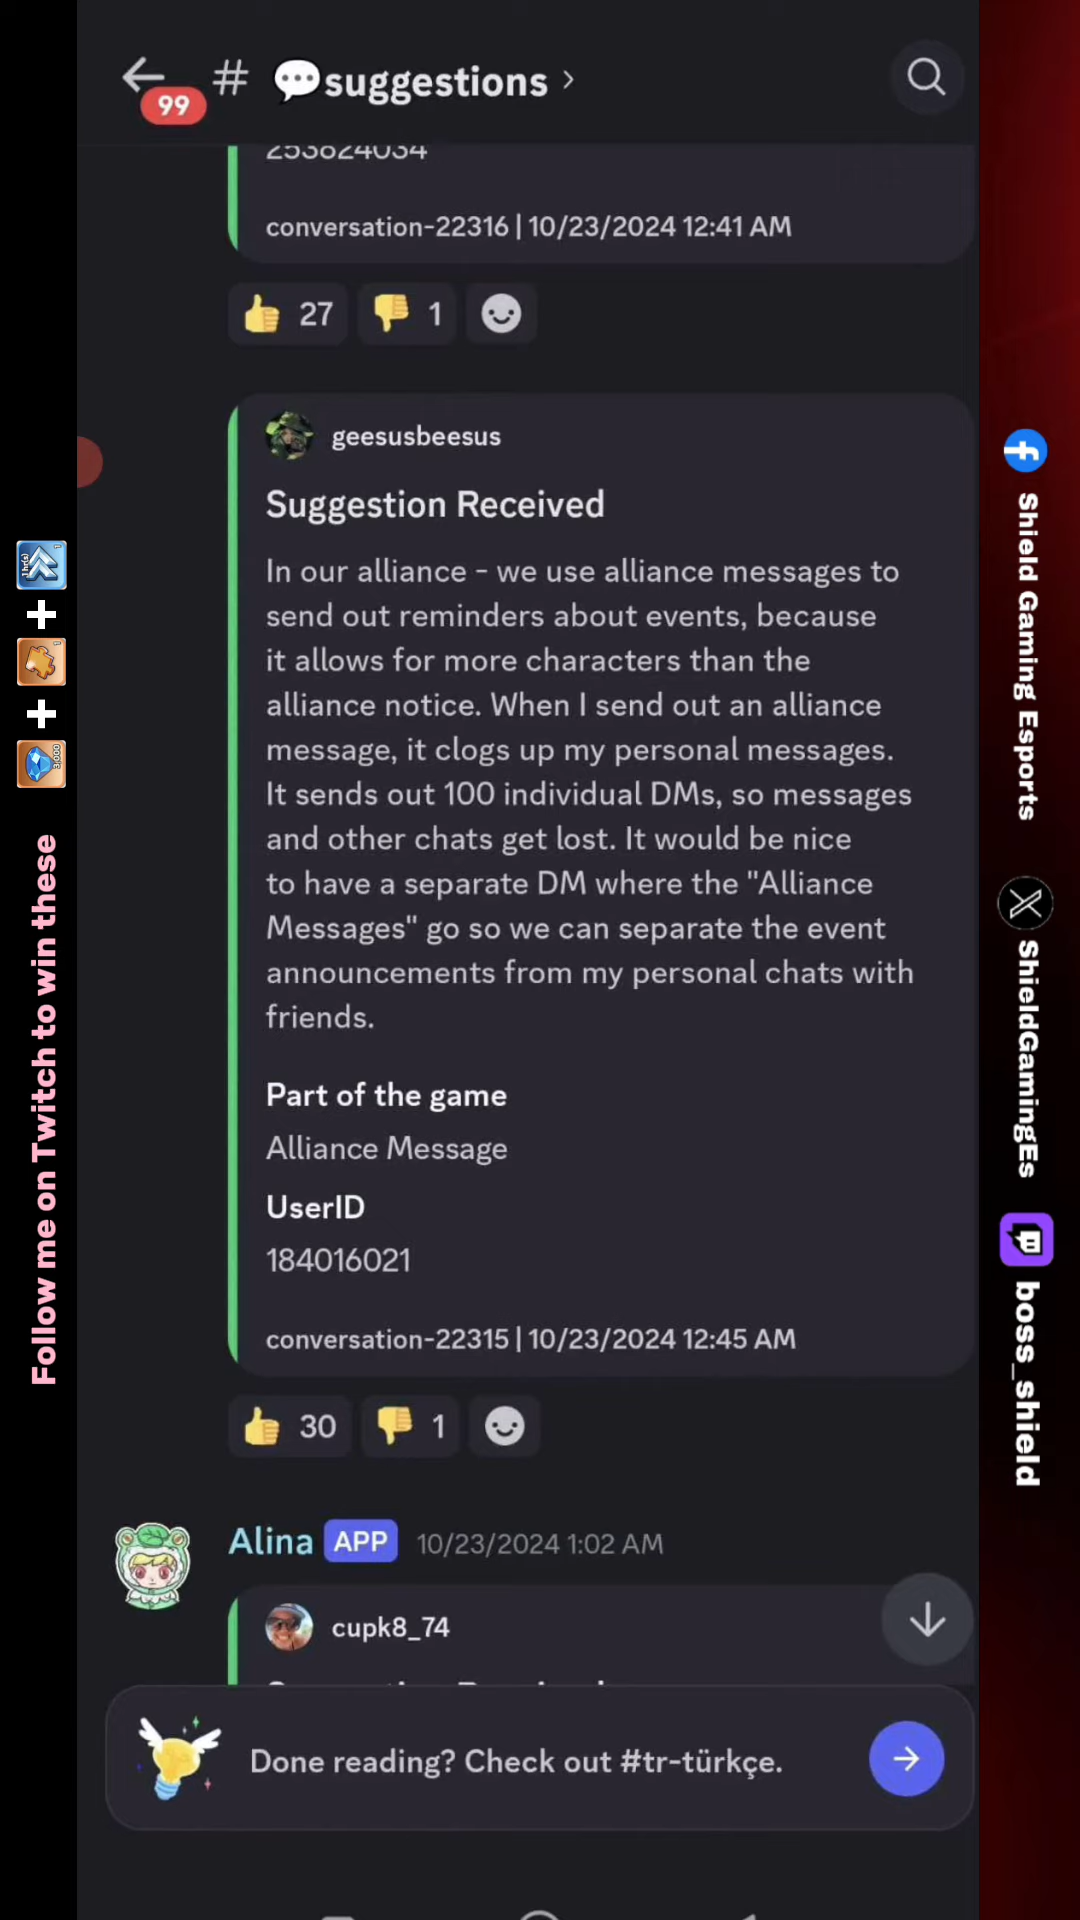 99
# 💬suggestions ›
253824034
conversation-22316 | 10/23/2024 12:41 AM
👍 27 👎 1
geesusbeesus
Suggestion Received
In our alliance - we use alliance messages to
send out reminders about events, because
it allows for more characters than the
alliance notice. When I send out an alliance
message, it clogs up my personal messages.
It sends out 100 individual DMs, so messages
and other chats get lost. It would be nice
to have a separate DM where the "Alliance
Messages" go so we can separate the event
announcements from my personal chats with
friends.
Part of the game
Alliance Message
UserID
184016021
conversation-22315 | 10/23/2024 12:45 AM
👍 30 👎 1
Alina APP 10/23/2024 1:02 AM
cupk8_74
Done reading? Check out #tr-türkçe.
1 hr(s)
1
+
1
+
3,000
Follow me on Twitch to win these
Shield Gaming Esports
ShieldGamingEs
boss_shield